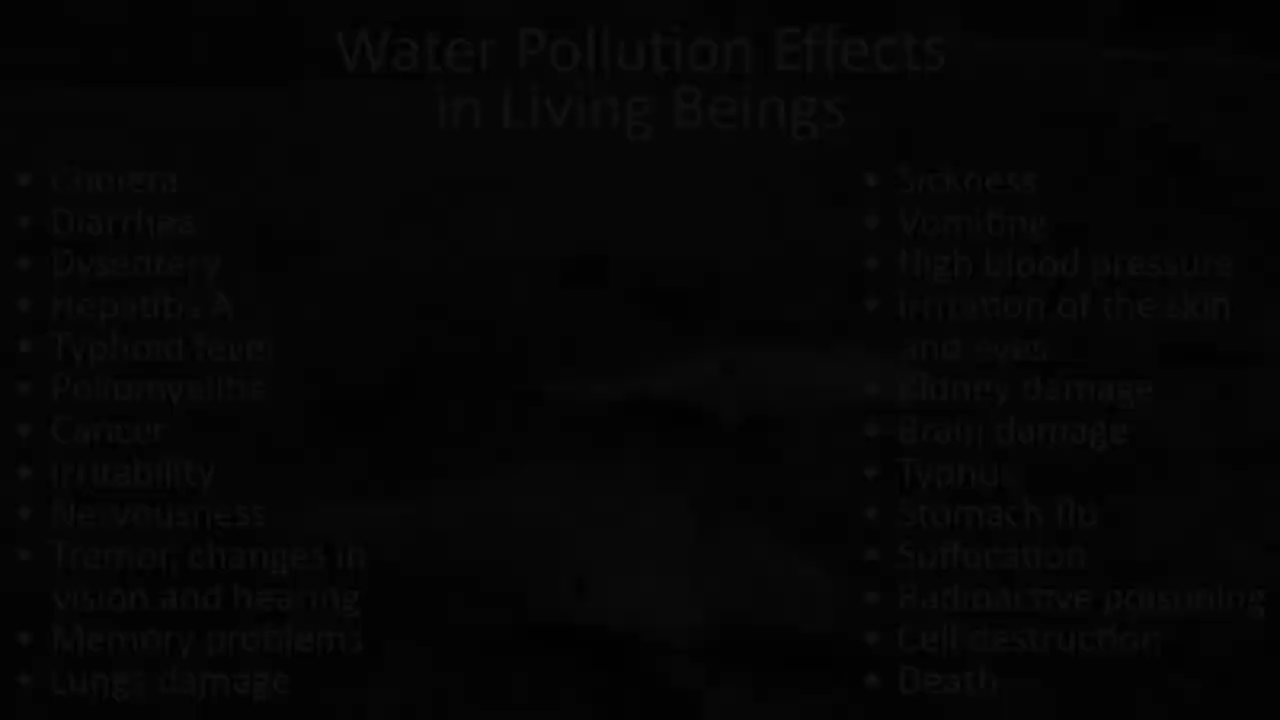 Water Pollution Effects
in Living Beings
• Cholera
• Diarrhea
• Dysentery
• Hepatitis A
• Typhoid fever
• Poliomyelitis
• Cancer
• Irritability
• Nervousness
• Tremor, changes in
vision and hearing
• Memory problems
• Lungs damage
• Sickness
• Vomiting
• High blood pressure
• Irritation of the skin
and eyes
• Kidney damage
• Brain damage
• Stomach flu
• Suffocation
• Radioactive poisoning
• Cell destruction
• Death